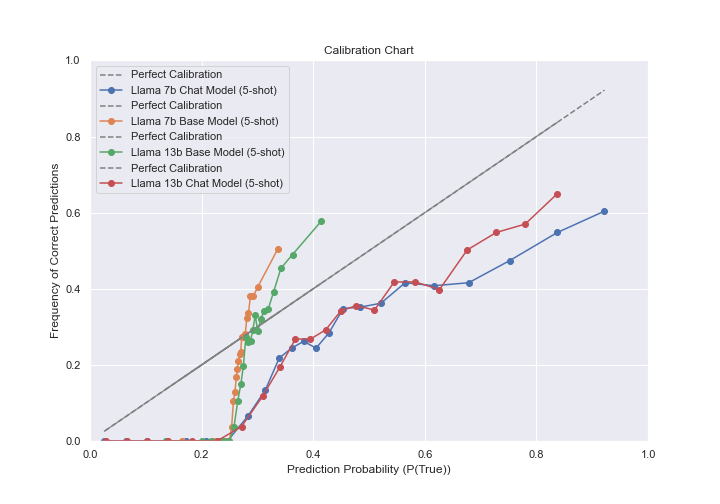 Calibration Chart
1.0
0.8
0.6
0.4
0.2
0.0
Frequency of Correct Predictions
Perfect Calibration
Llama 7b Chat Model (5-shot)
Perfect Calibration
Llama 7b Base Model (5-shot)
Perfect Calibration
Llama 13b Base Model (5-shot)
Perfect Calibration
Llama 13b Chat Model (5-shot)
0.0 0.2 0.4 0.6 0.8 1.0
Prediction Probability (P(True))